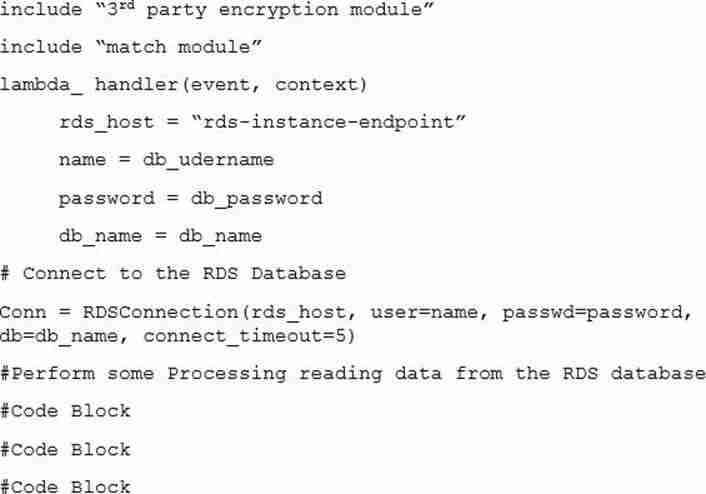 include “3rd party encryption module”
include “match module”
lambda_ handler(event, context)
rds_host = “rds-instance-endpoint”
name = db_udername
password = db_password
db_name = db_name
# Connect to the RDS Database
Conn = RDSConnection(rds_host, user=name, passwd=password,
db=db_name, connect_timeout=5)
#Perform some Processing reading data from the RDS database
#Code Block
#Code Block
#Code Block